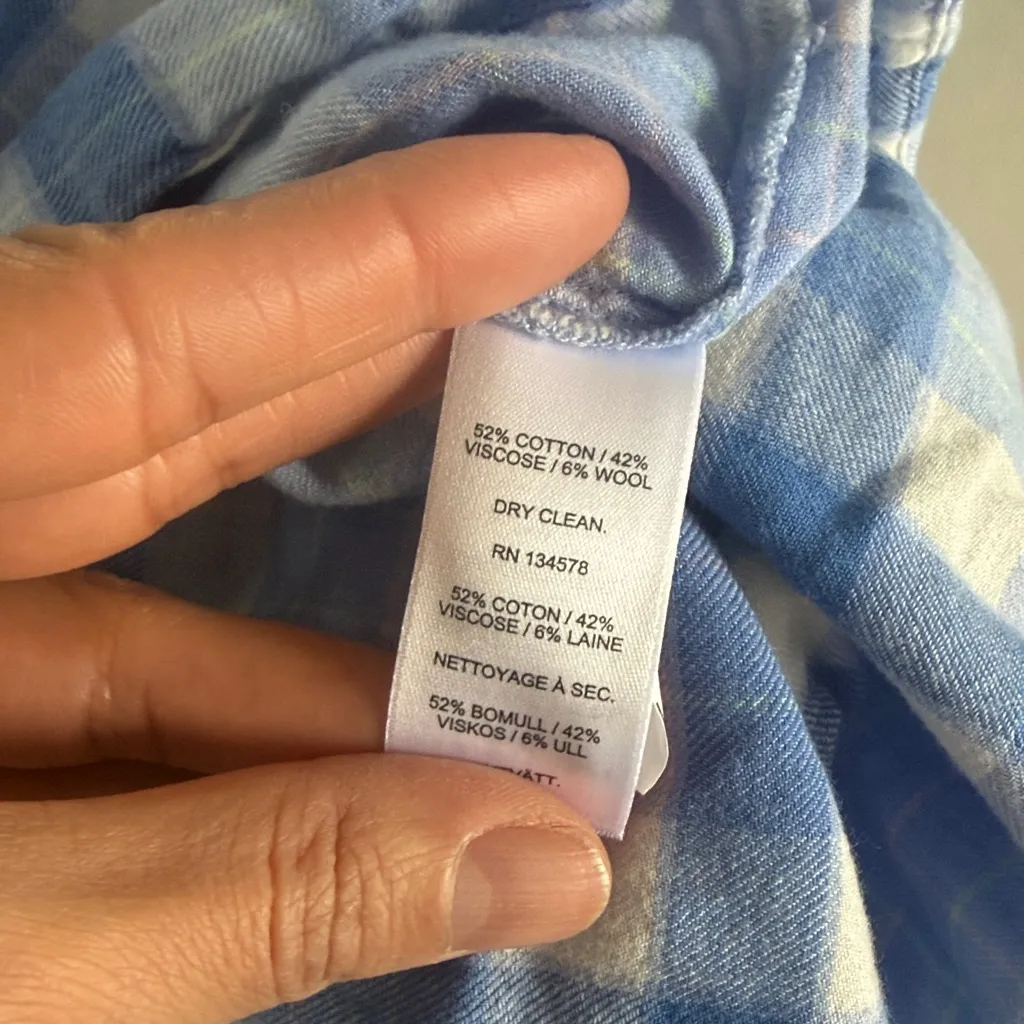 52% COTTON / 42%
VISCOSE / 6% WOOL
DRY CLEAN.
RN 134578
52% COTON / 42%
VISCOSE / 6% LAINE
NETTOYAGE À SEC.
52% BOMULL / 42%
VISKOS / 6% ULL